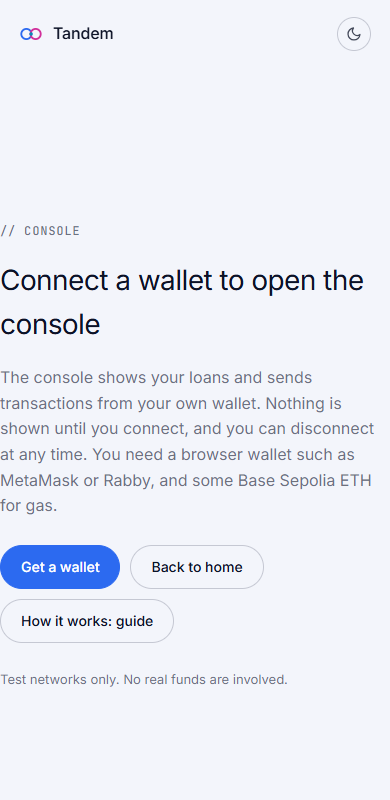 Tandem
// CONSOLE
Connect a wallet to open the
console
The console shows your loans and sends
transactions from your own wallet. Nothing is
shown until you connect, and you can disconnect
at any time. You need a browser wallet such as
MetaMask or Rabby, and some Base Sepolia ETH
for gas.
Get a wallet
Back to home
How it works: guide
Test networks only. No real funds are involved.